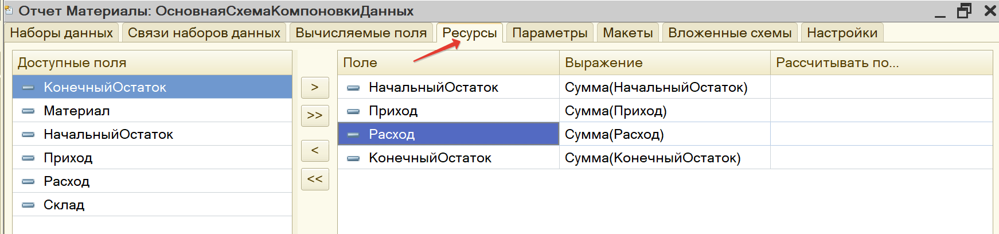 Отчет Материалы: ОсновнаяСхемаКомпоновкиДанных
Наборы данных Связи наборов данных Вычисляемые поля Ресурсы Параметры Макеты Вложенные схемы Настройки
Доступные поля
КонечныйОстаток
Материал
НачальныйОстаток
Приход
Расход
Склад
>
>>
<
<<
Поле Выражение Рассчитывать по...
НачальныйОстаток Сумма(НачальныйОстаток)
Приход Сумма(Приход)
Расход Сумма(Расход)
КонечныйОстаток Сумма(КонечныйОстаток)